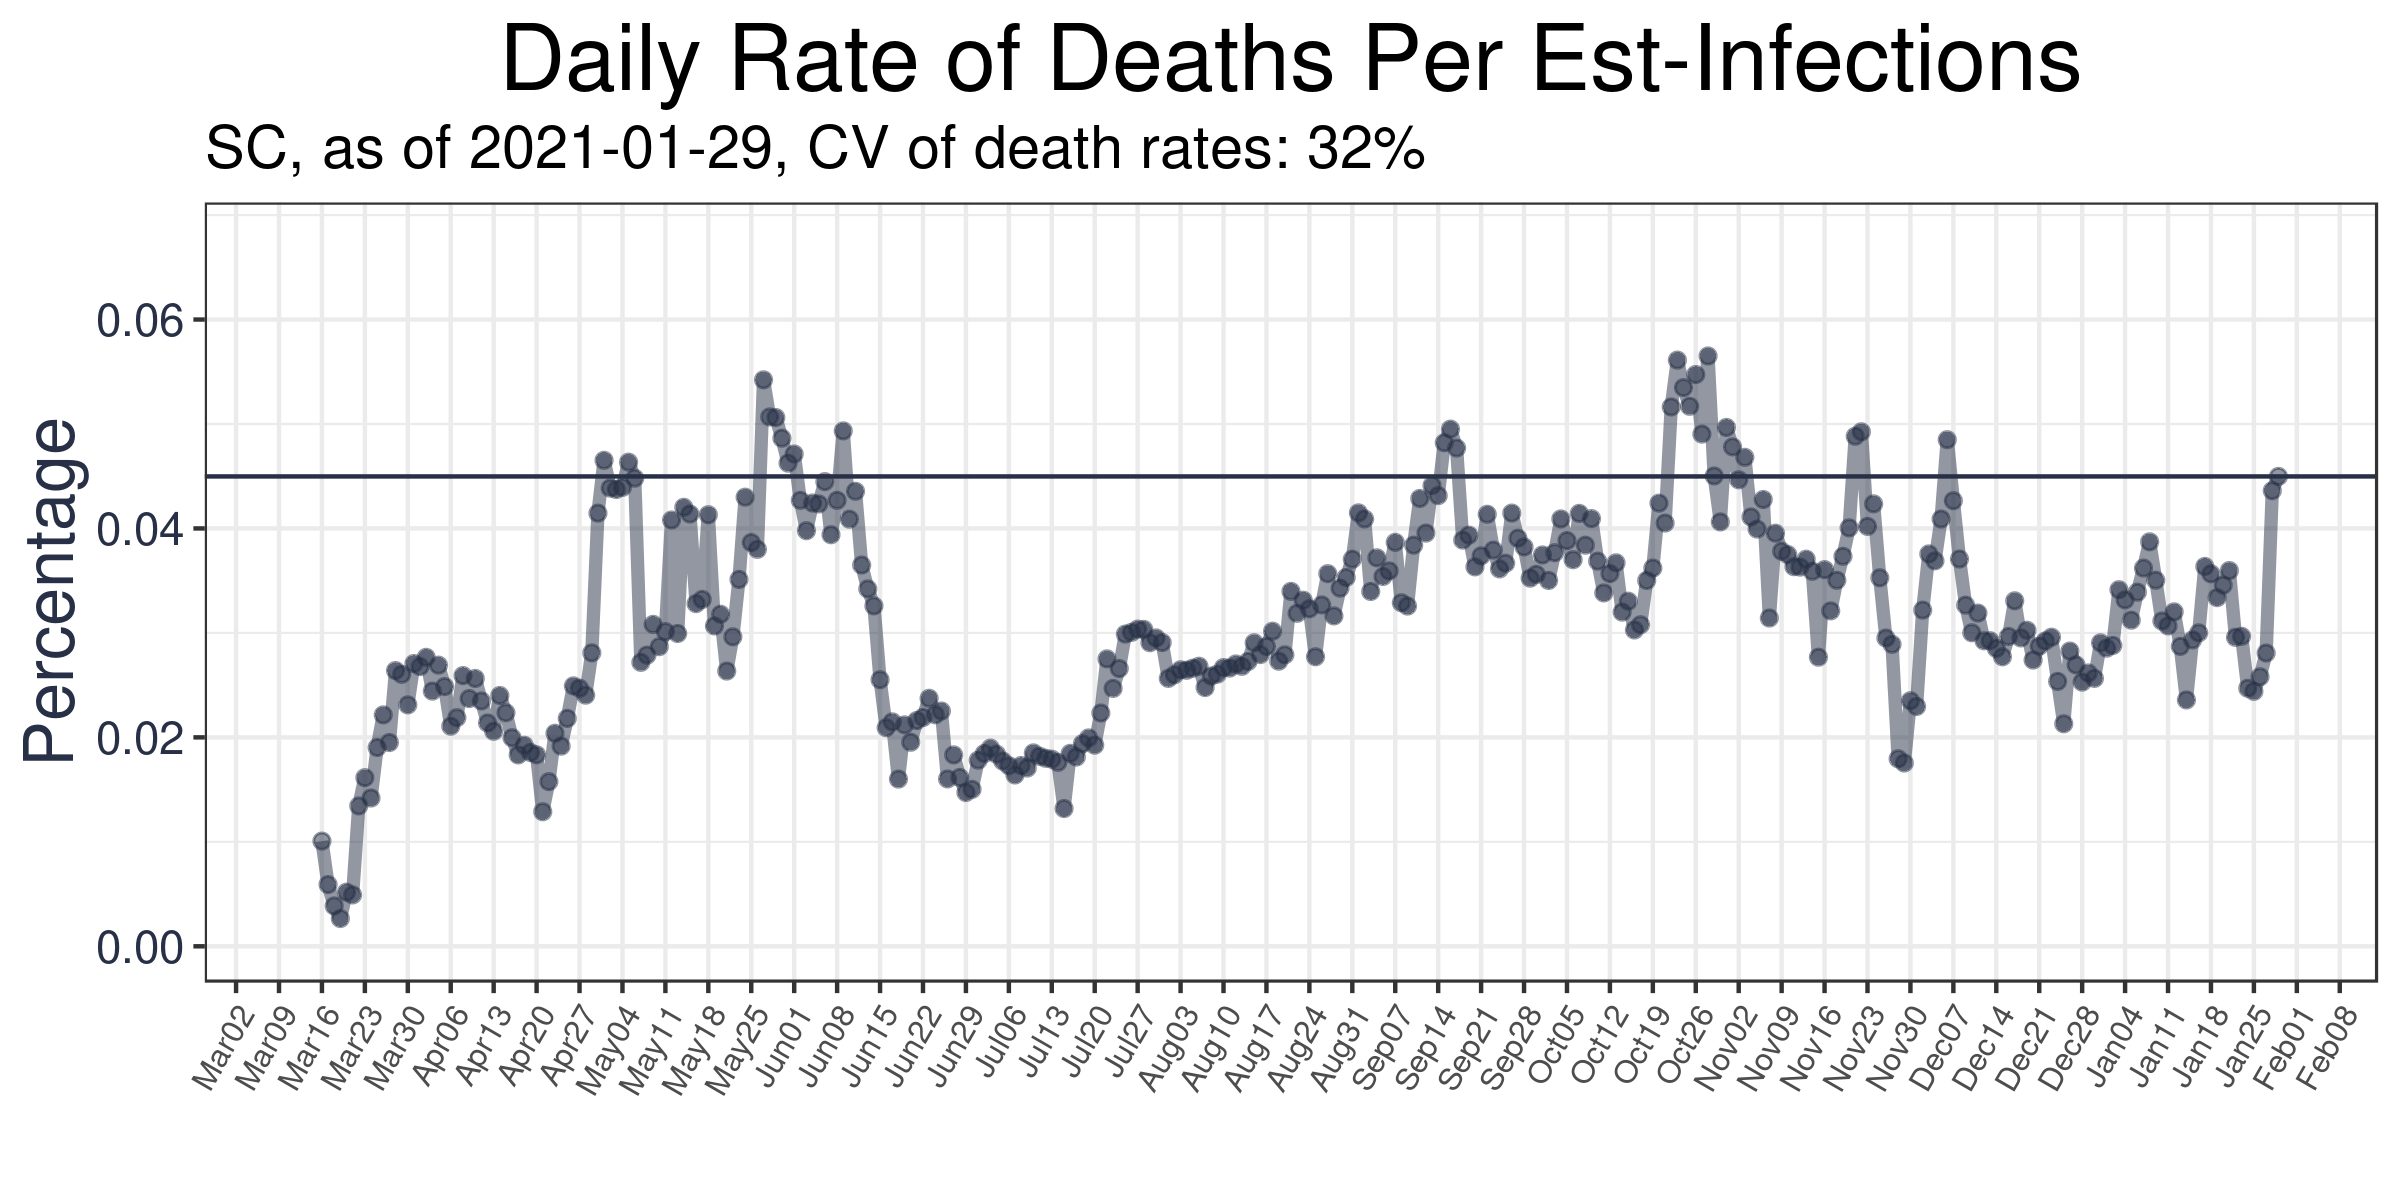 Daily Rate of Deaths Per Est-Infections
SC, as of 2021-01-29, CV of death rates: 32%
Percentage
0.06
0.04
0.02
0.00
Mar02
Mar09
Mar16
Mar23
Mar30
Apr06
Apr13
Apr20
Apr27
May04
May11
May18
May25
Jun01
Jun08
Jun15
Jun22
Jun29
Jul06
Jul13
Jul20
Jul27
Aug03
Aug10
Aug17
Aug24
Aug31
Sep07
Sep14
Sep21
Sep28
Oct05
Oct12
Oct19
Oct26
Nov02
Nov09
Nov16
Nov23
Nov30
Dec07
Dec14
Dec21
Dec28
Jan04
Jan11
Jan18
Jan25
Feb01
Feb08